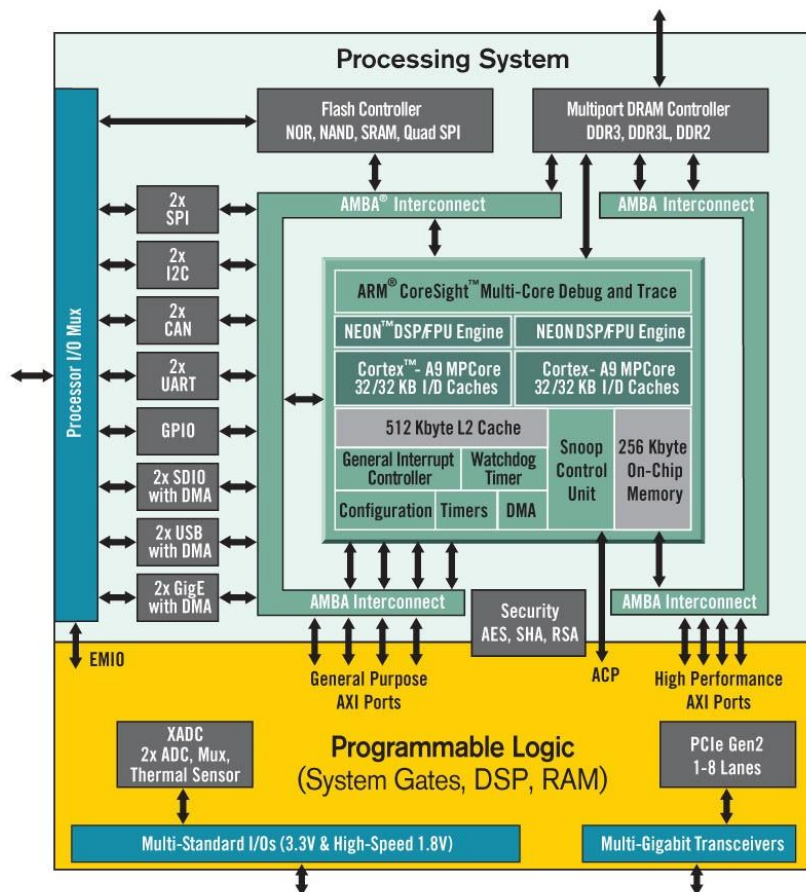 Processing System
Flash Controller
NOR, NAND, SRAM, Quad SPI
Multiport DRAM Controller
DDR3, DDR3L, DDR2
AMBA® Interconnect
AMBA Interconnect
Processor I/O Mux
2x
SPI
2x
I2C
2x
CAN
2x
UART
GPIO
2x SDIO
with DMA
2x USB
with DMA
2x GigE
with DMA
ARM® CoreSight™ Multi-Core Debug and Trace
NEON™ DSP/FPU Engine
NEON DSP/FPU Engine
Cortex™- A9 MPCore
32/32 KB I/D Caches
Cortex- A9 MPCore
32/32 KB I/D Caches
512 Kbyte L2 Cache
General Interrupt
Controller
Watchdog
Timer
Configuration
Timers
DMA
Snoop
Control
Unit
256 Kbyte
On-Chip
Memory
AMBA Interconnect
Security
AES, SHA, RSA
AMBA Interconnect
EMIO
General Purpose
AXI Ports
ACP
High Performance
AXI Ports
XADC
2x ADC, Mux,
Thermal Sensor
Programmable Logic
(System Gates, DSP, RAM)
PCIe Gen2
1-8 Lanes
Multi-Standard I/Os (3.3V & High-Speed 1.8V)
Multi-Gigabit Transceivers